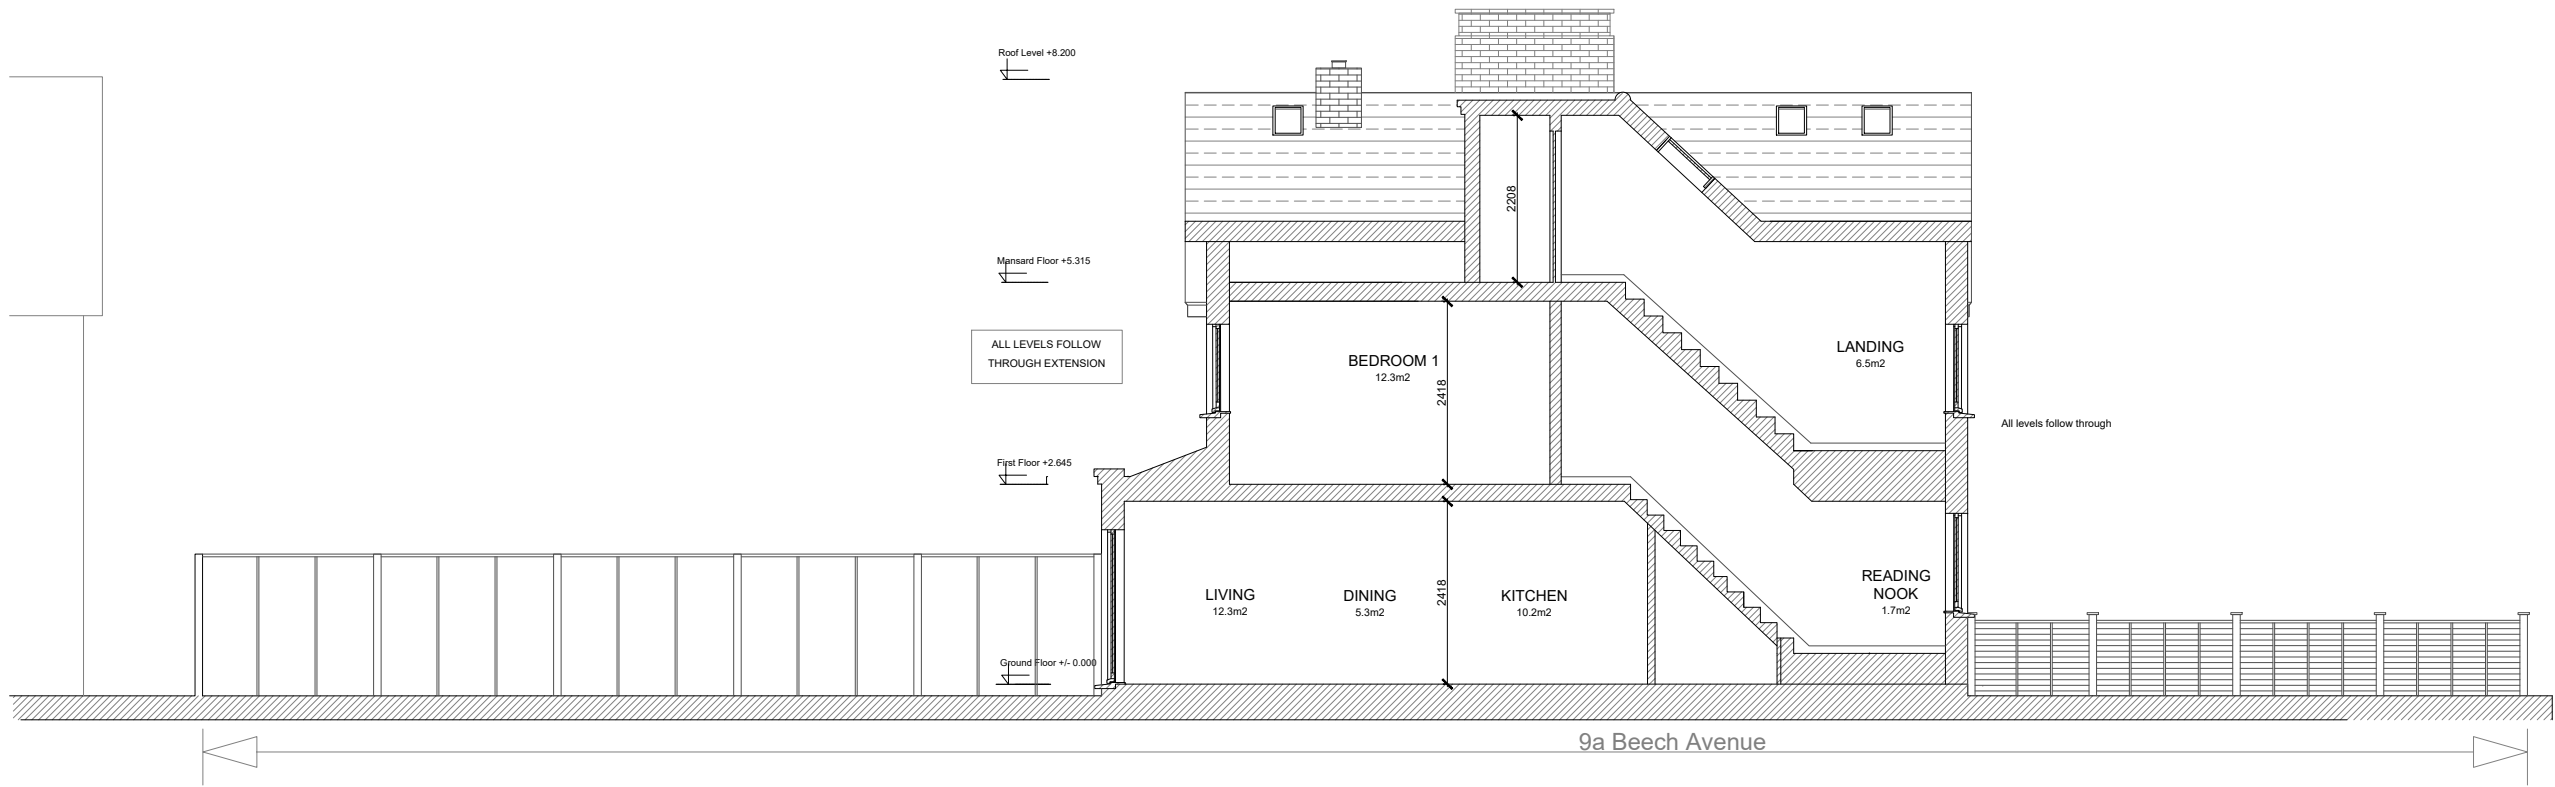 Roof Level +8.200
2208
Mansard Floor +5.315
ALL LEVELS FOLLOW
THROUGH EXTENSION
BEDROOM 1
12.3m2
2418
LANDING
6.5m2
All levels follow through
First Floor +2.645
LIVING
12.3m2
DINING
5.3m2
2418
KITCHEN
10.2m2
READING
NOOK
1.7m2
Ground Floor +/- 0.000
9a Beech Avenue